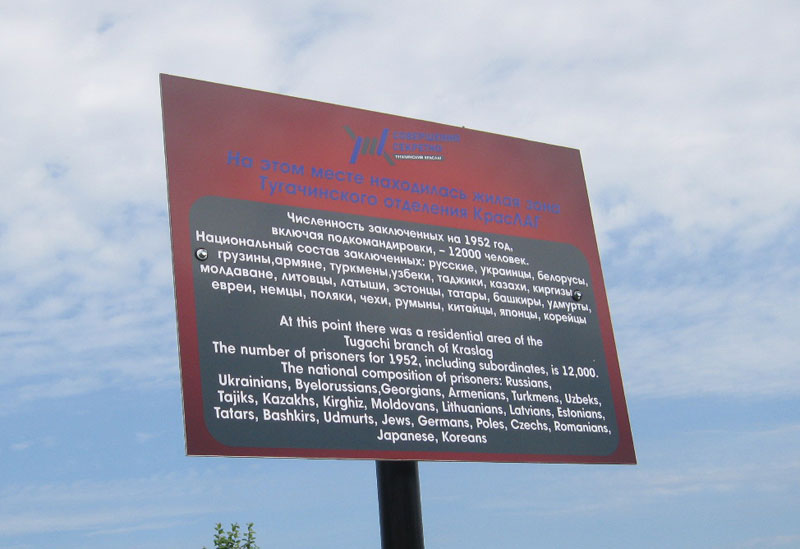 СОВЕРШЕННО
СЕКРЕТНО
ТУГАЧИНСКИЙ КРАСЛАГ
На этом месте находилась жилая зона
Тугачинского отделения КрасЛАГ
Численность заключенных на 1952 год,
включая подкомандировки, – 12000 человек.
Национальный состав заключенных: русские, украинцы, белорусы,
грузины,армяне, туркмены,узбеки, таджики, казахи, киргизы
молдаване, литовцы, латыши, эстонцы, татары, башкиры, удмурты,
евреи, немцы, поляки, чехи, румыны, китайцы, японцы, корейцы
At this point there was a residential area of the
Tugachi branch of Kraslag
The number of prisoners for 1952, including subordinates, is 12,000.
The national composition of prisoners: Russians,
Ukrainians, Byelorussians,Georgians, Armenians, Turkmens, Uzbeks,
Tajiks, Kazakhs, Kirghiz, Moldovans, Lithuanians, Latvians, Estonians,
Tatars, Bashkirs, Udmurts, Jews, Germans, Poles, Czechs, Romanians,
Japanese, Koreans